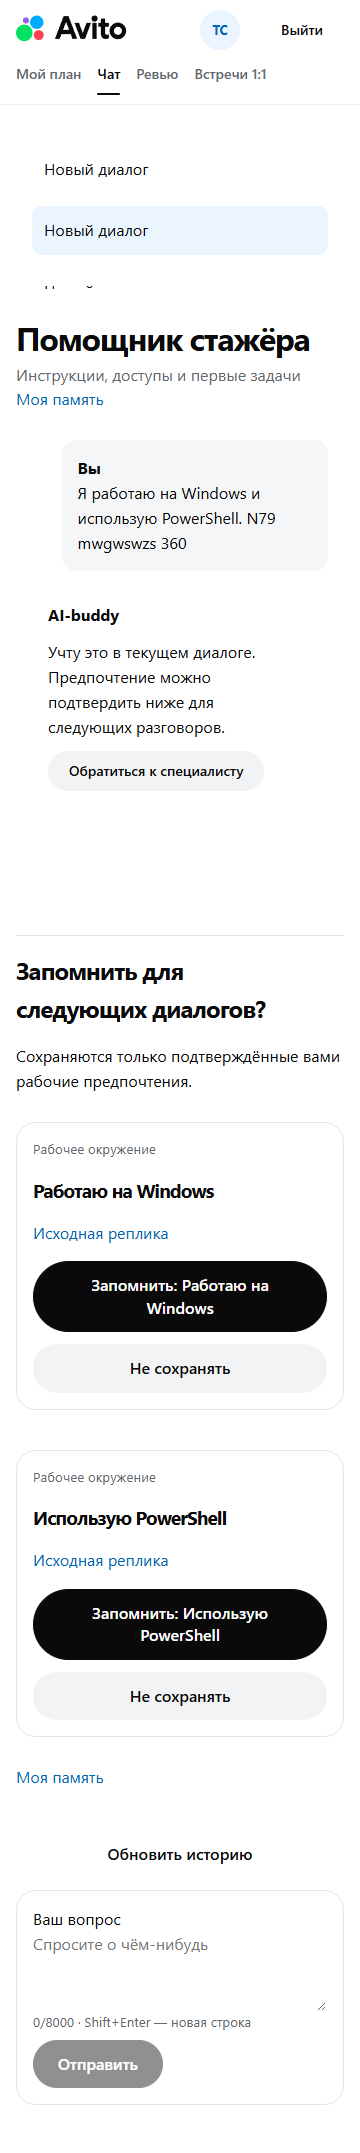 Avito
ТС
Выйти
Мой план
Чат
Ревью
Встречи 1:1
Новый диалог
Новый диалог
Помощник стажёра
Инструкции, доступы и первые задачи
Моя память
Вы
Я работаю на Windows и
использую PowerShell. N79
mwgwswzs 360
AI-buddy
Учту это в текущем диалоге.
Предпочтение можно
подтвердить ниже для
следующих разговоров.
Обратиться к специалисту
Запомнить для
следующих диалогов?
Сохраняются только подтверждённые вами
рабочие предпочтения.
Рабочее окружение
Работаю на Windows
Исходная реплика
Запомнить: Работаю на
Windows
Не сохранять
Рабочее окружение
Использую PowerShell
Исходная реплика
Запомнить: Использую
PowerShell
Не сохранять
Моя память
Обновить историю
Ваш вопрос
Спросите о чём-нибудь
0/8000 · Shift+Enter — новая строка
Отправить